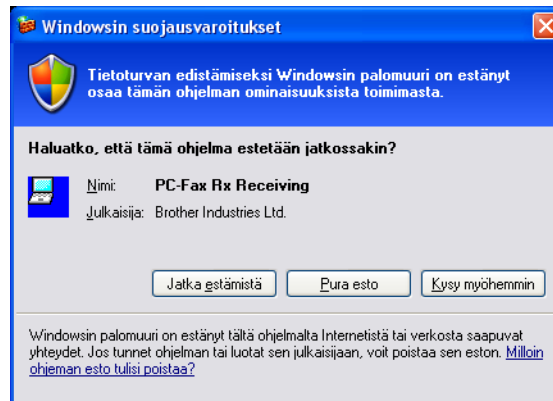 Windowsin suojausvaroitukset
Tietoturvan edistämiseksi Windowsin palomuuri on estänyt
osaa tämän ohjelman ominaisuuksista toimimasta.
Haluatko, että tämä ohjelma estetään jatkossakin?
Nimi: PC-Fax Rx Receiving
Julkaisija: Brother Industries Ltd.
Jatka estämistä Pura esto Kysy myöhemmin
Windowsin palomuuri on estänyt tältä ohjelmalta Internetistä tai verkosta saapuvat
yhteydet. Jos tunnet ohjelman tai luotat sen julkaisijaan, voit poistaa sen eston. Milloin
ohjeman esto tulisi poistaa?